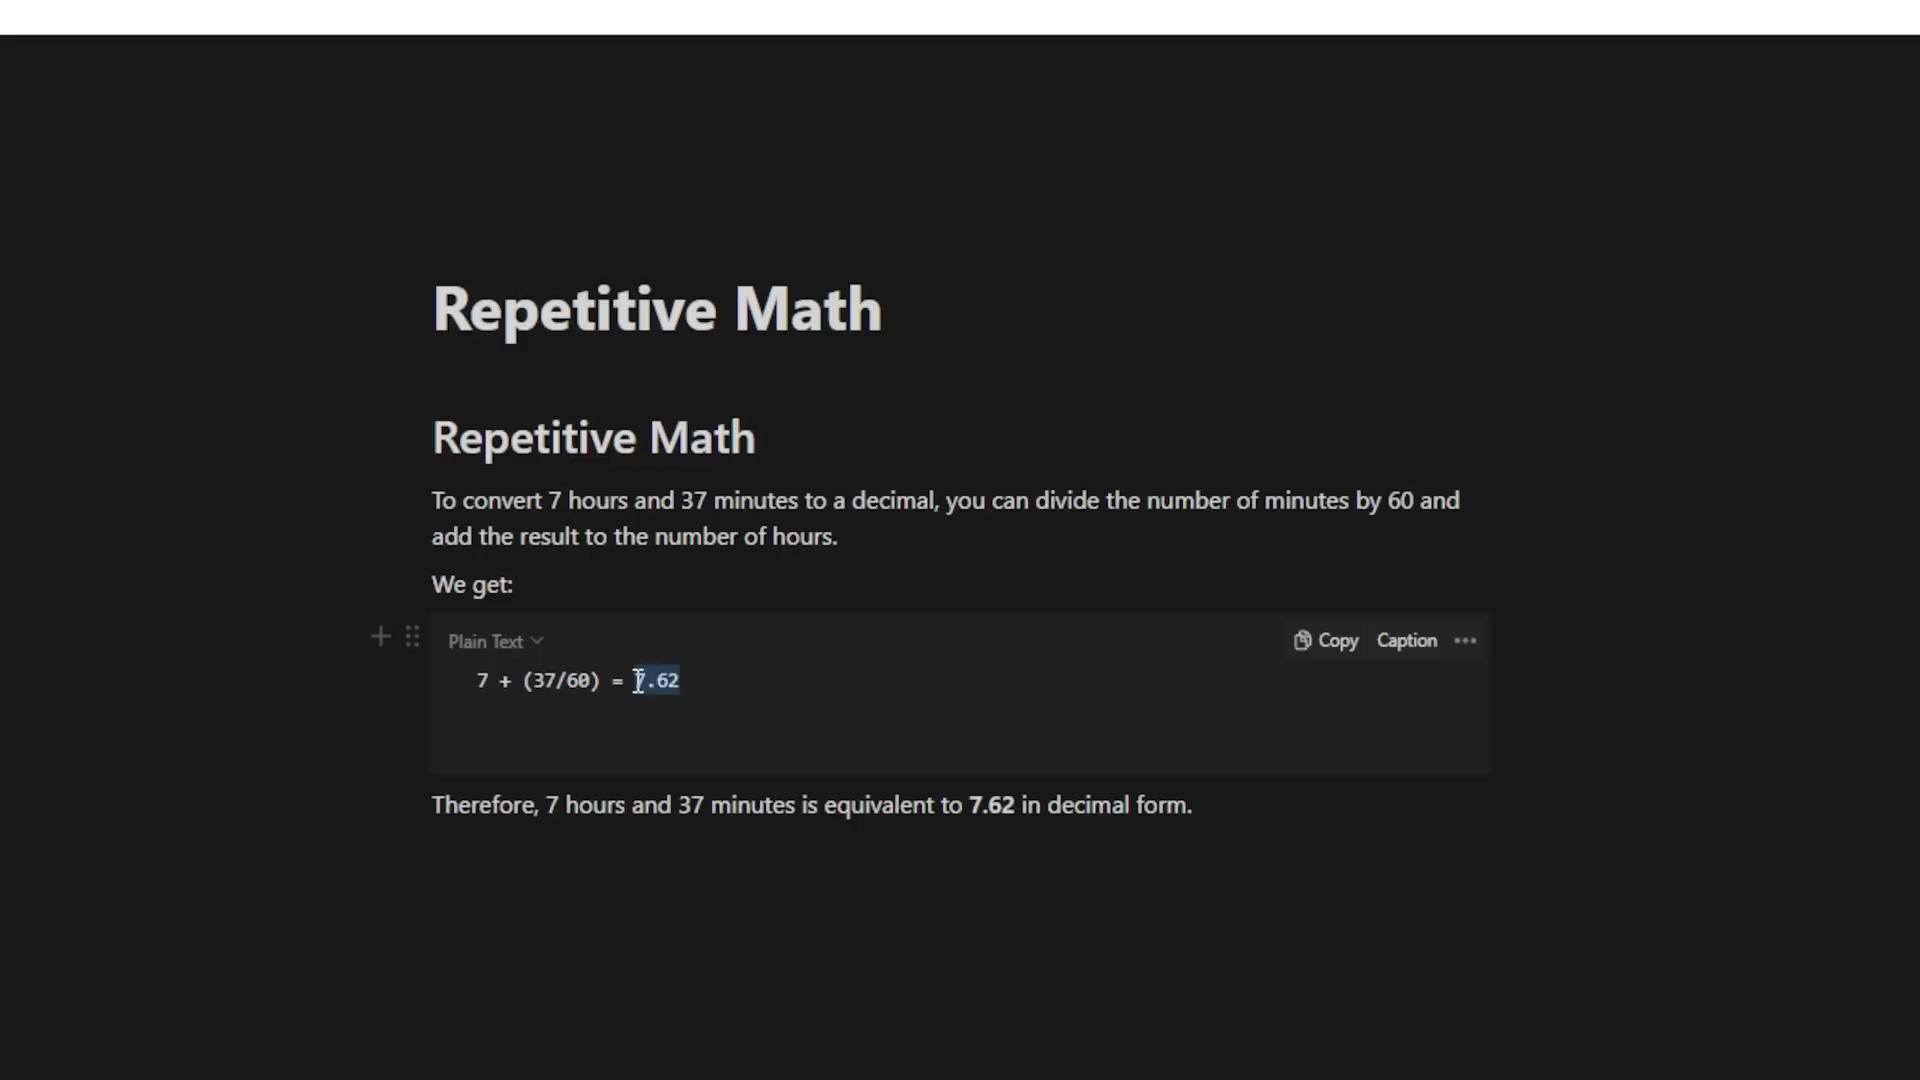 Repetitive Math
Repetitive Math
To convert 7 hours and 37 minutes to a decimal, you can divide the number of minutes by 60 and
add the result to the number of hours.
We get:
Plain Text
Copy Caption
7 + (37/60) = 7.62
Therefore, 7 hours and 37 minutes is equivalent to 7.62 in decimal form.